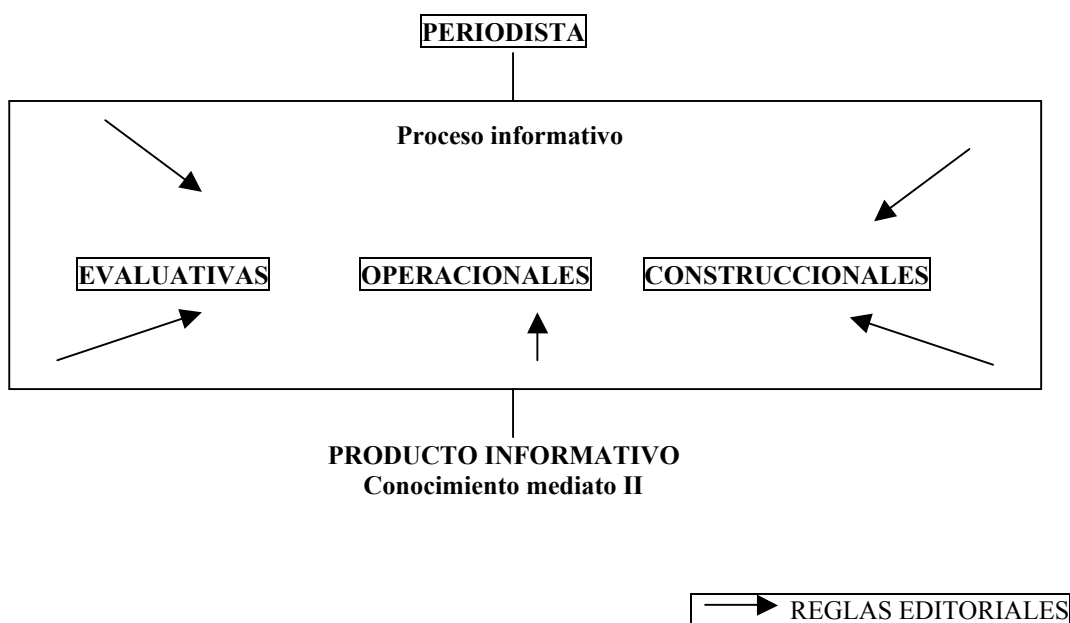 PERIODISTA
Proceso informativo
EVALUATIVAS OPERACIONALES CONSTRUCCIONALES
PRODUCTO INFORMATIVO
Conocimiento mediato II
REGLAS EDITORIALES